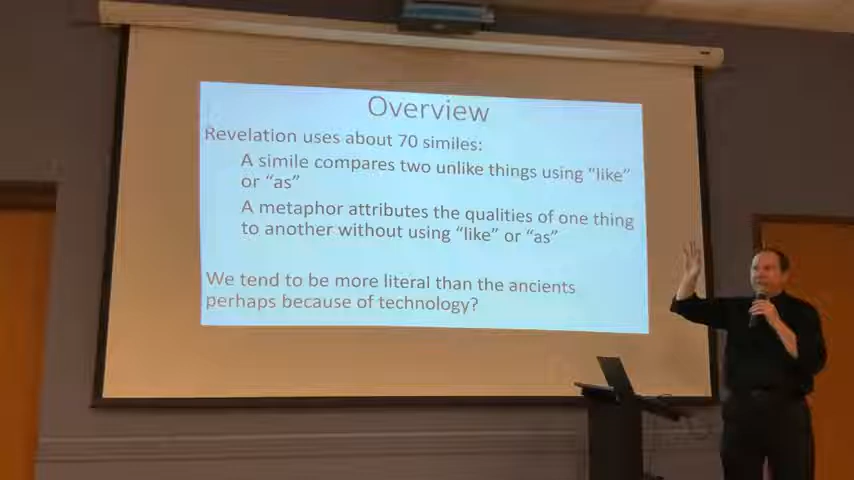 Overview
Revelation uses about 70 similes:
A simile compares two unlike things using “like”
or “as”
A metaphor attributes the qualities of one thing
to another without using “like” or “as”
We tend to be more literal than the ancients
perhaps because of technology?